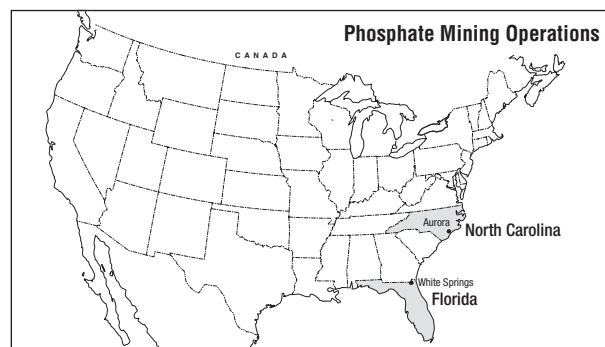 Phosphate Mining Operations
CANADA
Aurora
North Carolina
White Springs
Florida